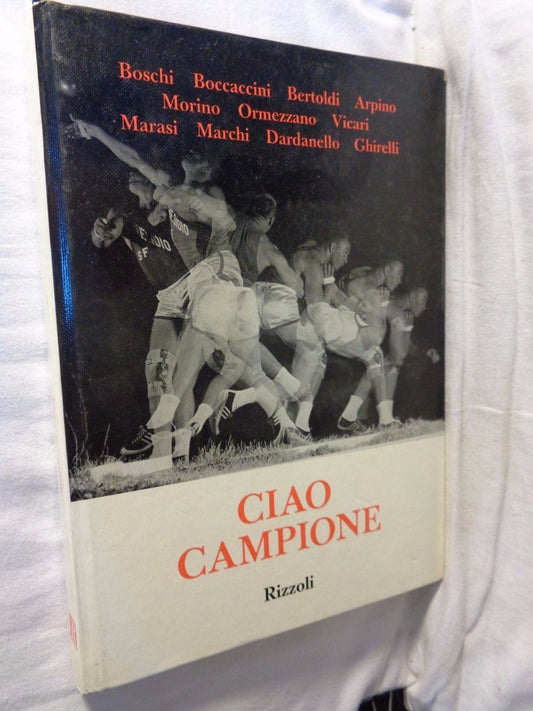 Boschi Boccaccini Bertoldi Arpino
Morino Ormezzano Vicari
Marasi Marchi Dardanello Ghirelli
CIAO
CAMPIONE
Rizzoli